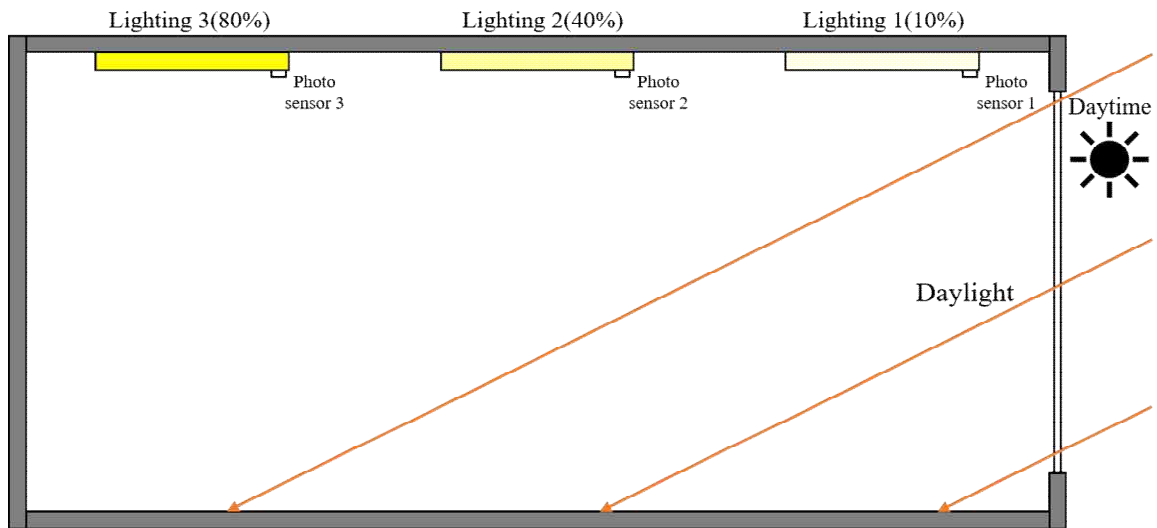 Lighting 3(80%)
Lighting 2(40%)
Lighting 1(10%)
Photo
sensor 3
Photo
sensor 2
Photo
sensor 1
Daytime
Daylight